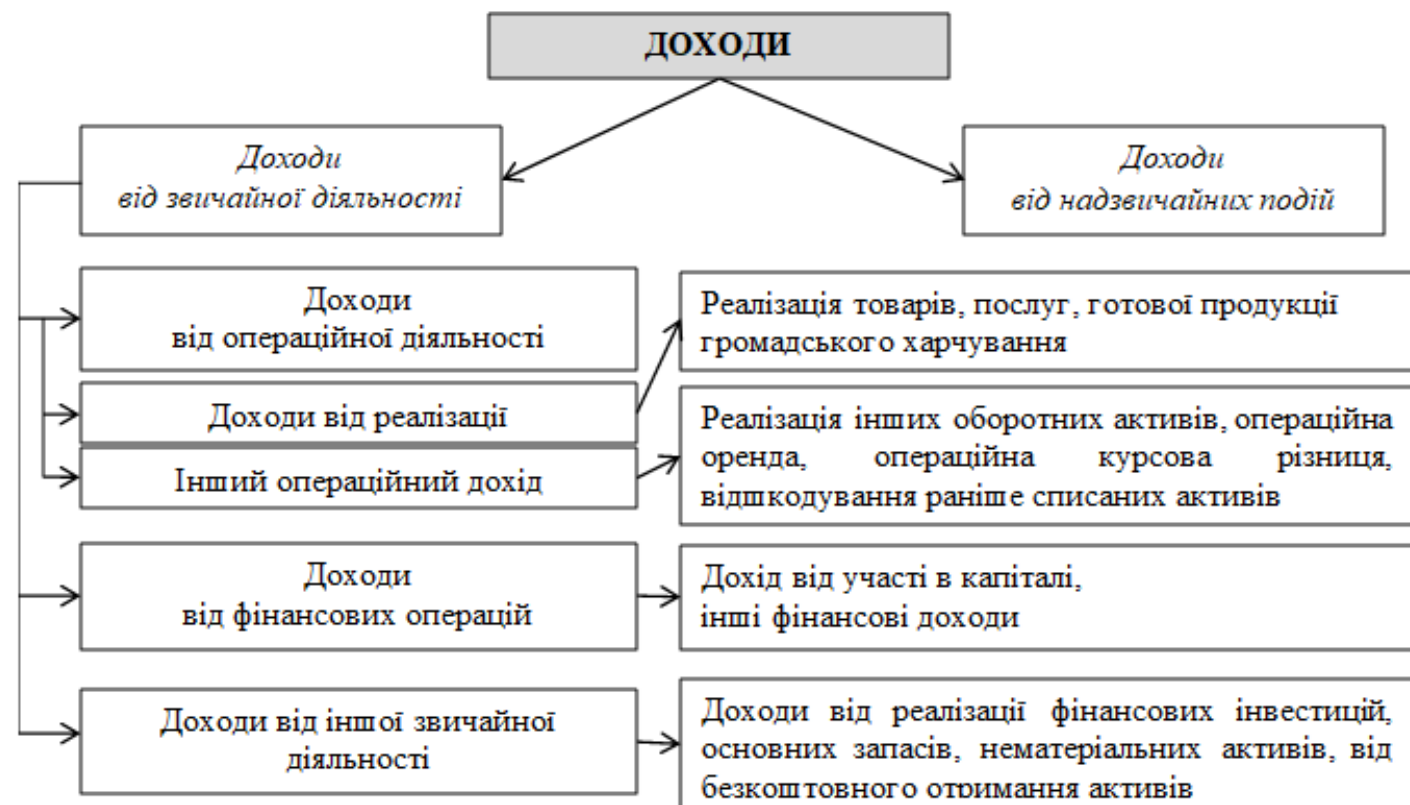 ДОХОДИ
Доходи
від звичайної діяльності
Доходи
від надзвичайних подій
Доходи
від операційної діяльності
Реалізація товарів, послуг, готової продукції
громадського харчування
Доходи від реалізації
Інший операційний дохід
Реалізація інших оборотних активів, операційна
оренда, операційна курсова різниця,
відшкодування раніше списаних активів
Доходи
від фінансових операцій
Дохід від участі в капіталі,
інші фінансові доходи
Доходи від іншої звичайної
діяльності
Доходи від реалізації фінансових інвестицій,
основних запасів, нематеріальних активів, від
безкоштовного отримання активів